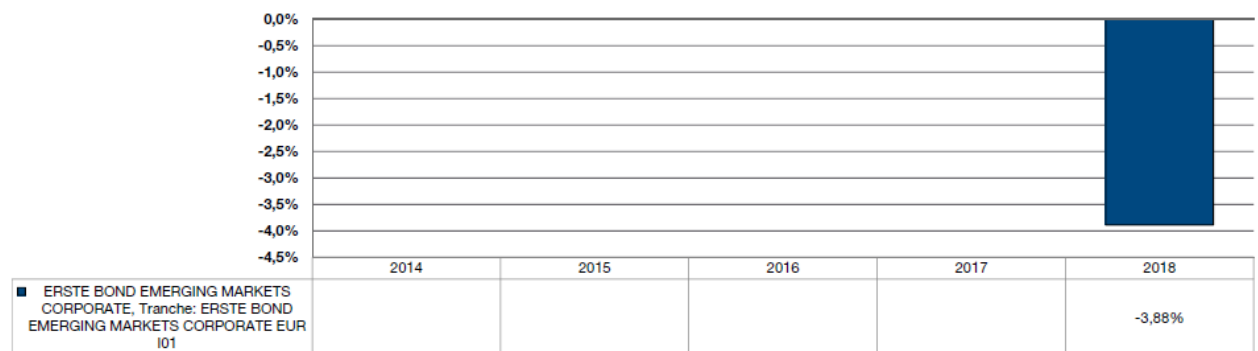 0,0%
-0,5%
-1,0%
-1,5%
-2,0%
-2,5%
-3,0%
-3,5%
-4,0%
-4,5%
2014 2015 2016 2017 2018
ERSTE BOND EMERGING MARKETS
CORPORATE, Tranche: ERSTE BOND
EMERGING MARKETS CORPORATE EUR
I01
-3,88%